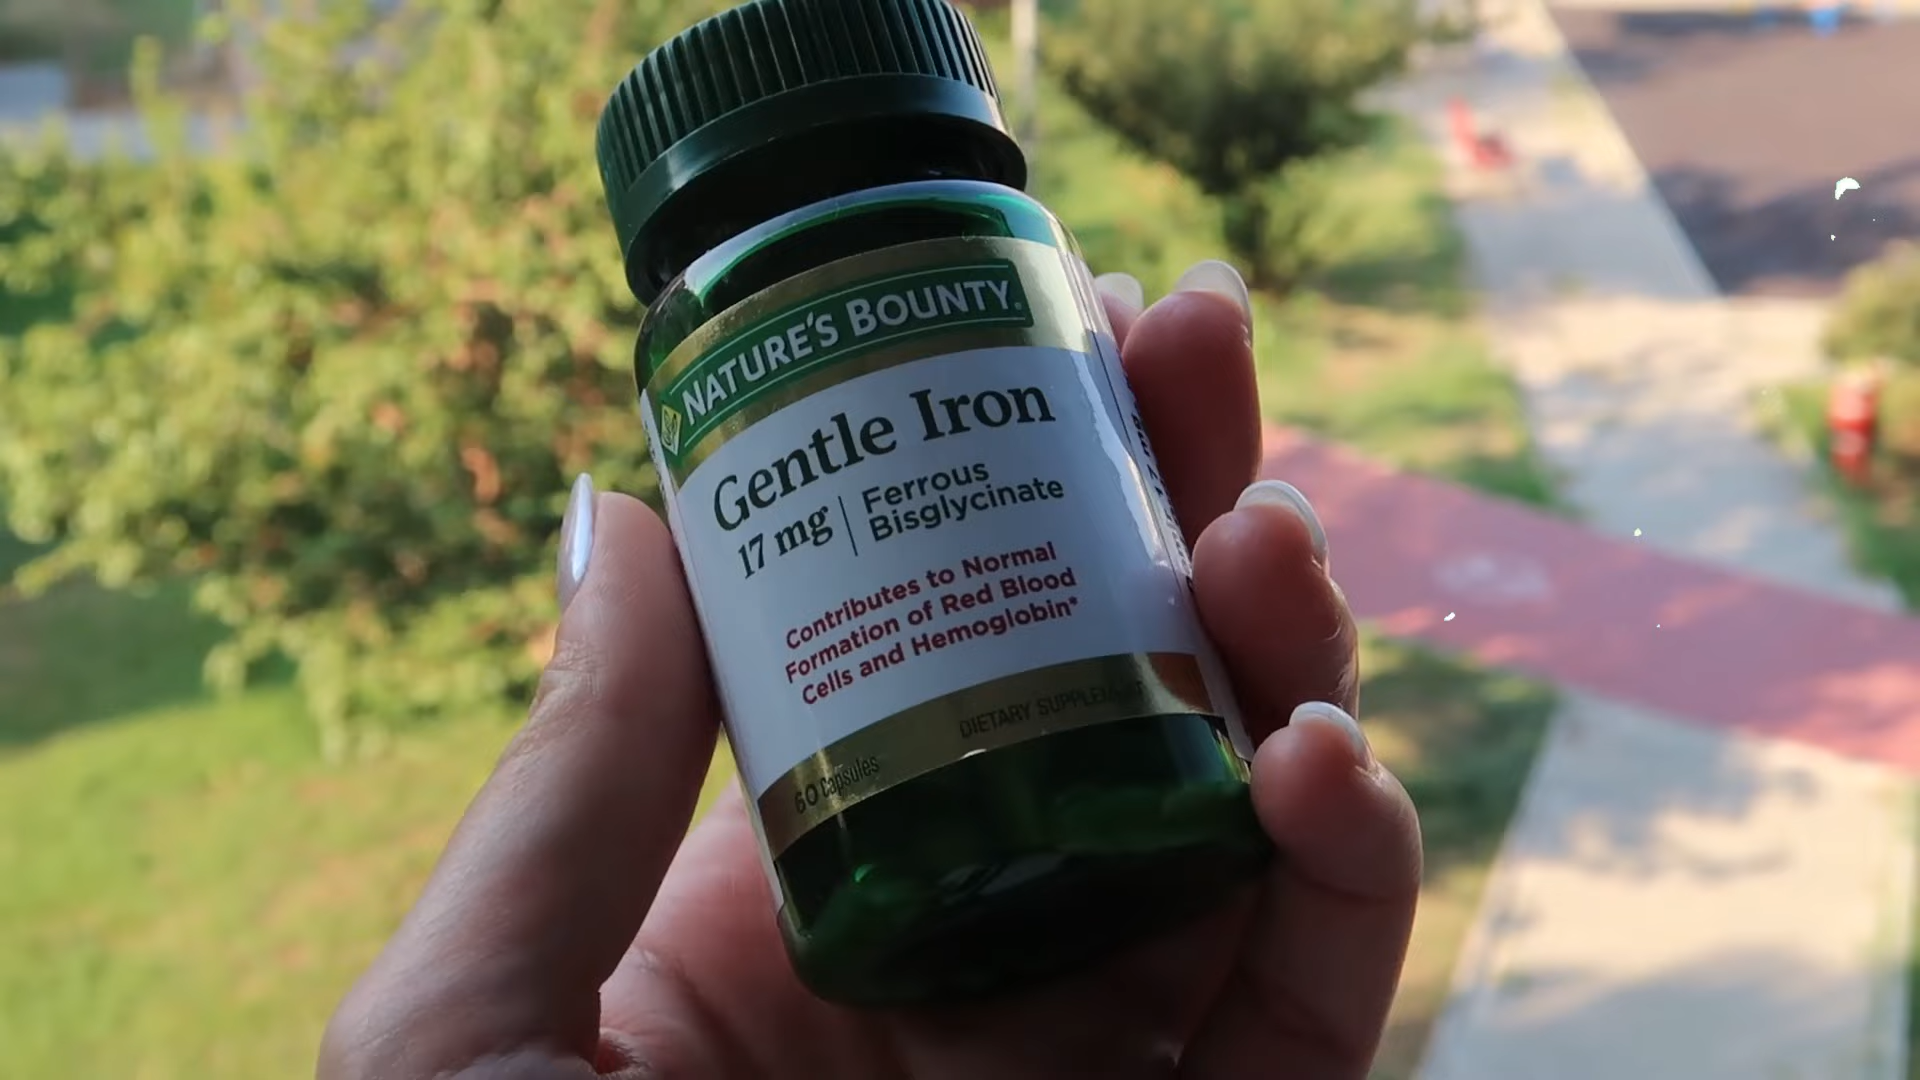 NATURE'S BOUNTY®
Gentle Iron
17 mg
Ferrous
Bisglycinate
Contributes to Normal
Formation of Red Blood
Cells and Hemoglobin*
60 Capsules
DIETARY SUPPLEMENT